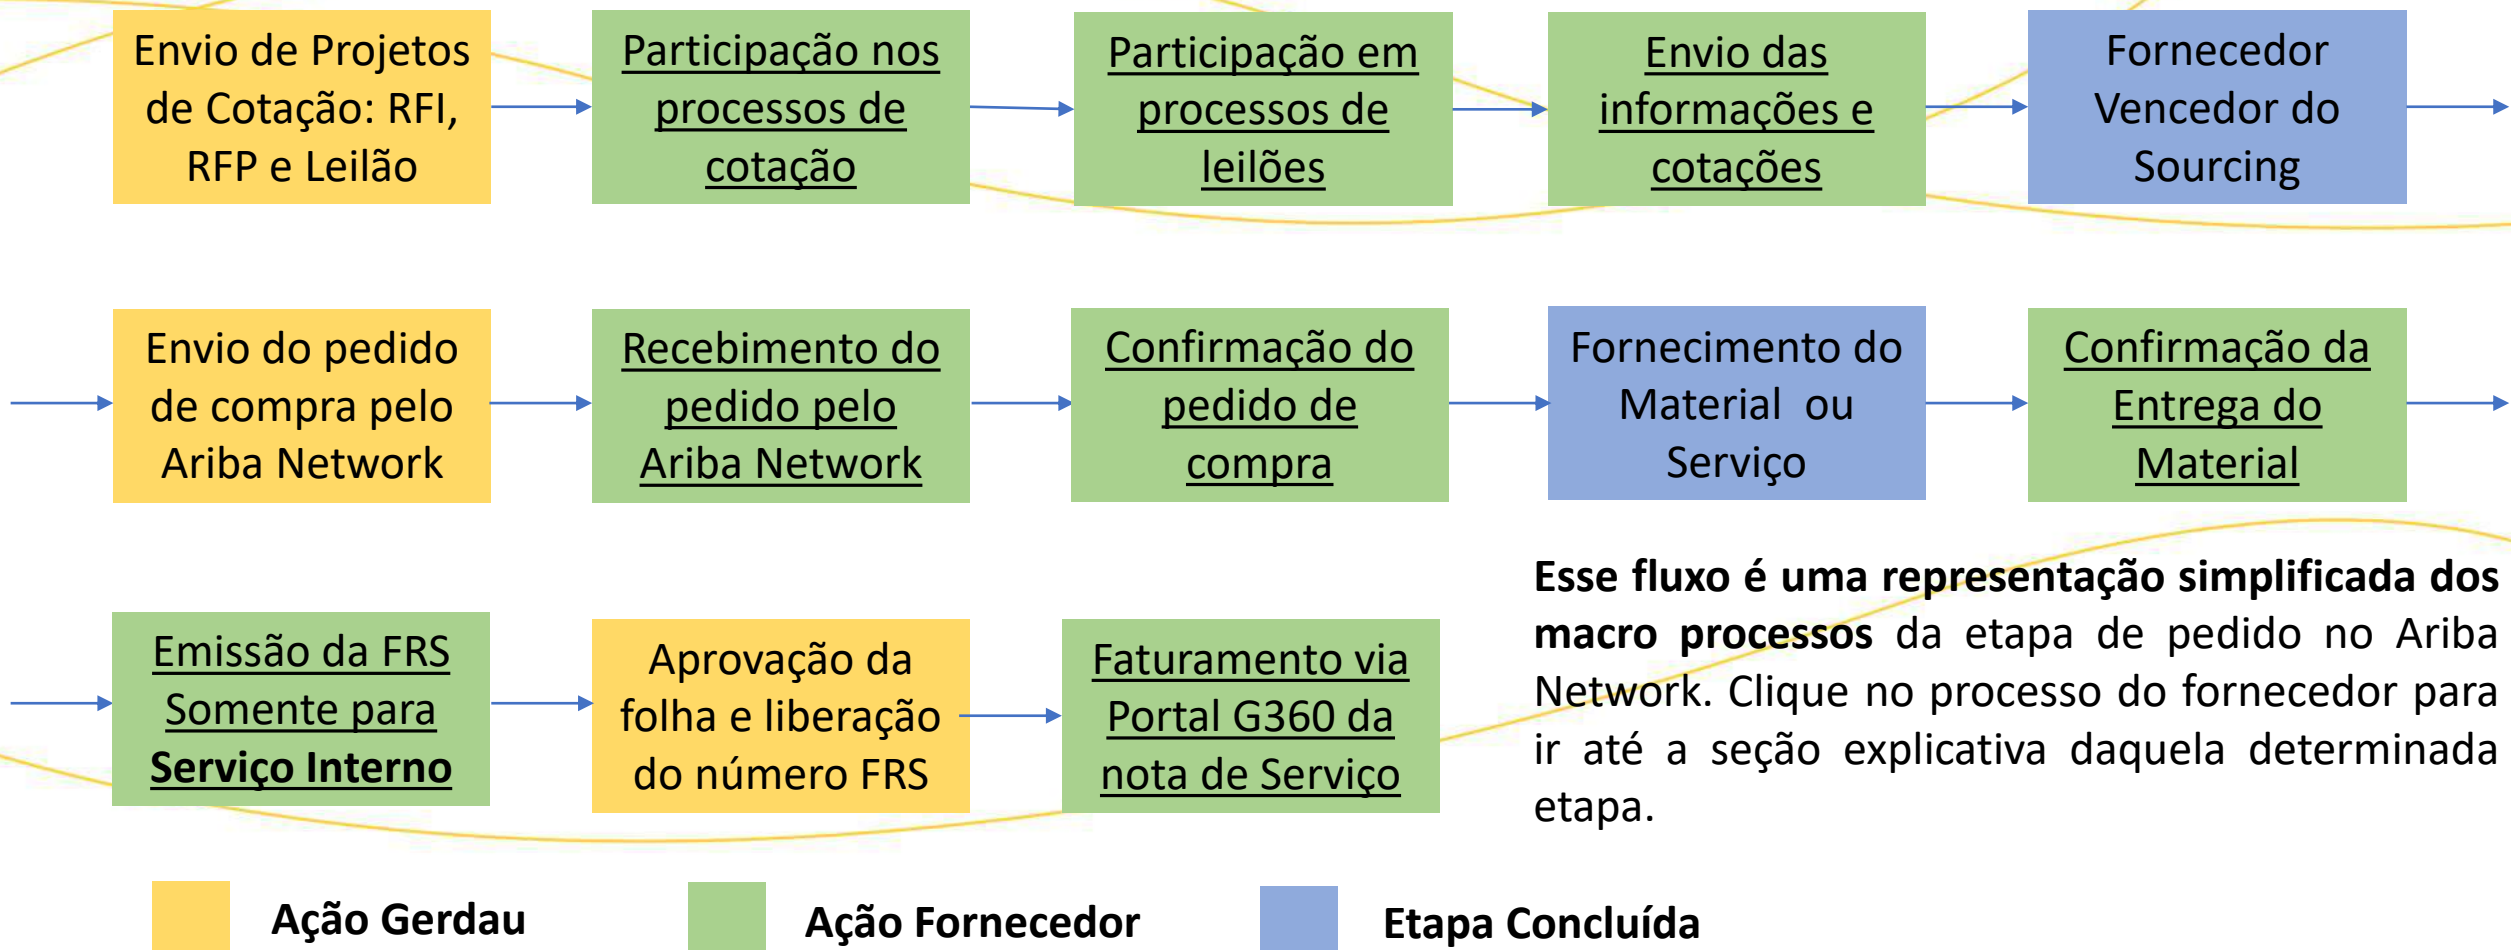 Envio de Projetos
de Cotação: RFI,
RFP e Leilão
Participação nos
processos de
cotação
Participação em
processos de
leilões
Envio das
informações e
cotações
Fornecedor
Vencedor do
Sourcing
Envio do pedido
de compra pelo
Ariba Network
Recebimento do
pedido pelo
Ariba Network
Confirmação do
pedido de
compra
Fornecimento do
Material ou
Serviço
Confirmação da
Entrega do
Material
Emissão da FRS
Somente para
Serviço Interno
Aprovação da
folha e liberação
do número FRS
Faturamento via
Portal G360 da
nota de Serviço
Esse fluxo é uma representação simplificada dos
macro processos da etapa de pedido no Ariba
Network. Clique no processo do fornecedor para
ir até a seção explicativa daquela determinada
etapa.
Ação Gerdau
Ação Fornecedor
Etapa Concluída